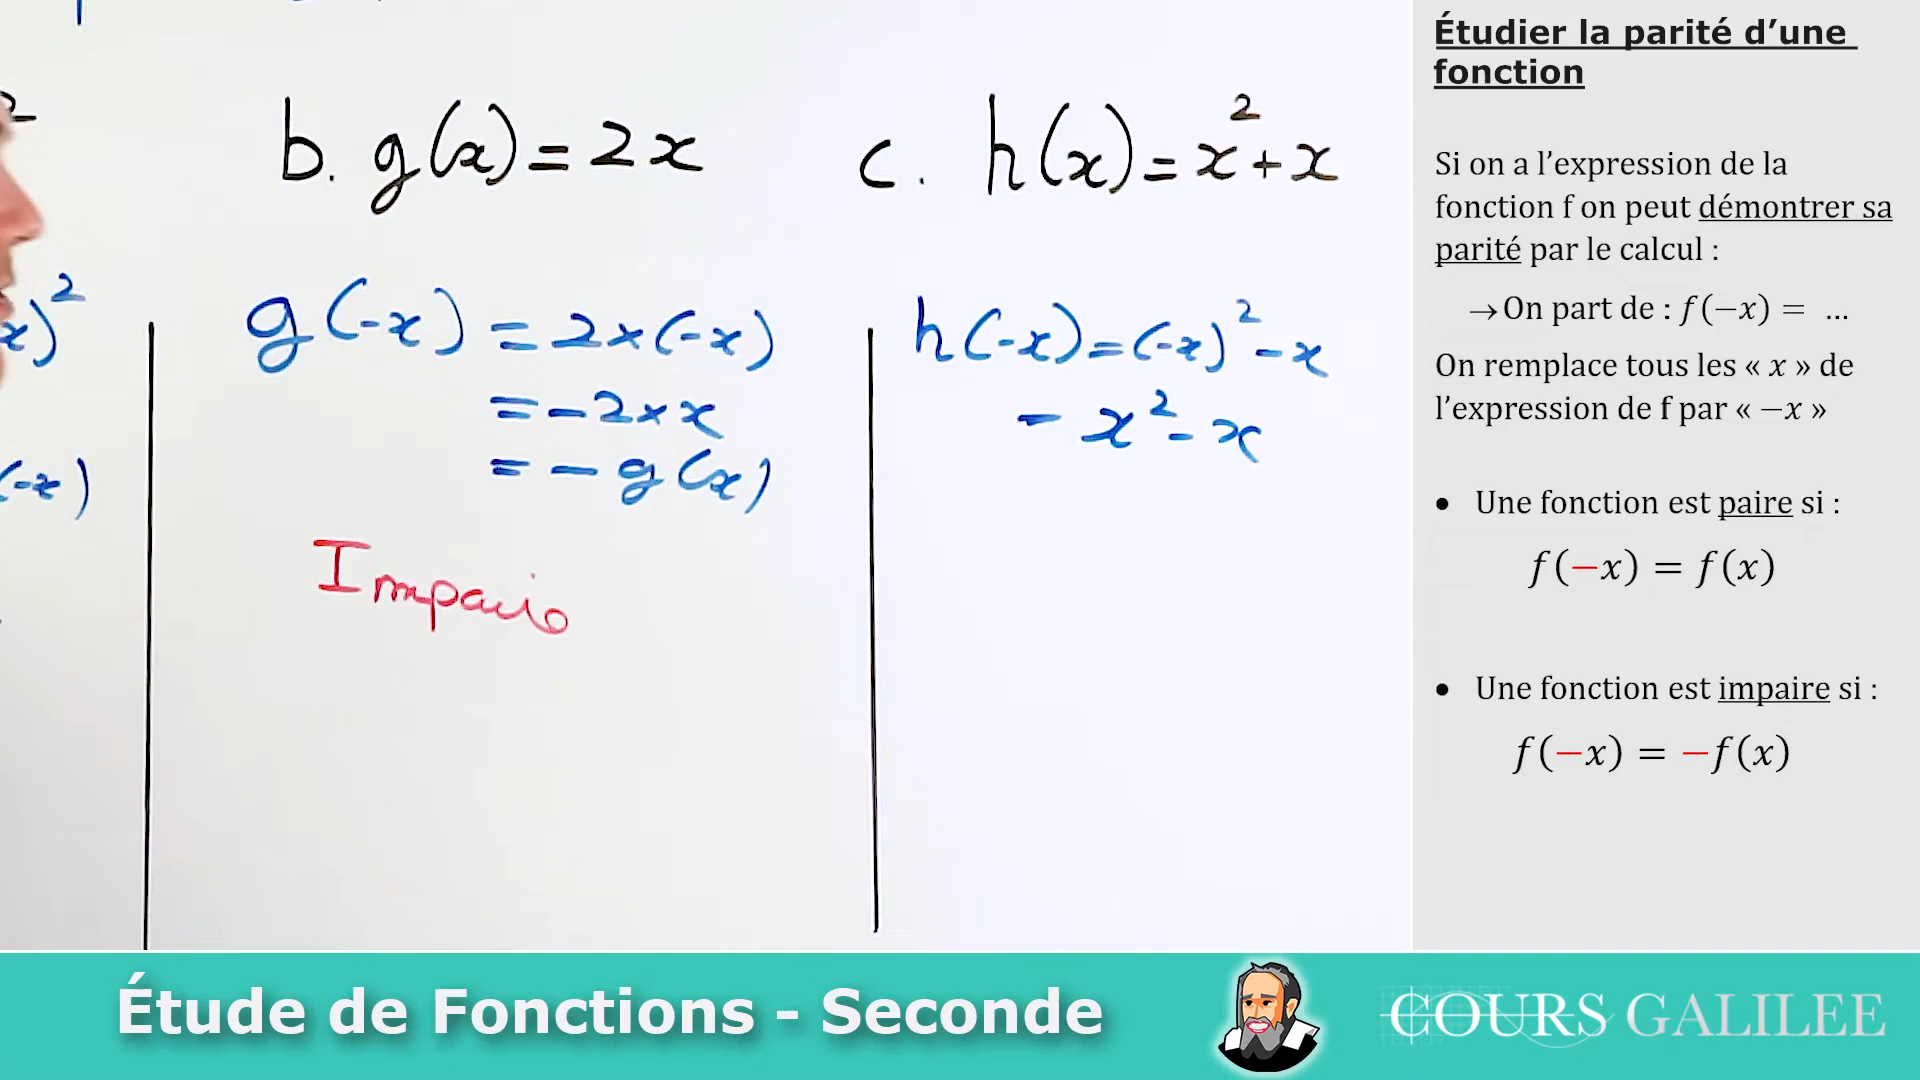 b. g(x) = 2x
c. h(x) = x² + x
x)²
(-x)
g(-x) = 2×(-x)
= -2×x
= -g(x)
Impaire
h(-x) = (-x)² - x
= x² - x
Étudier la parité d’une
fonction
Si on a l’expression de la
fonction f on peut démontrer sa
parité par le calcul :
→ On part de : f(−x) = ...
On remplace tous les « x » de
l’expression de f par « −x »
• Une fonction est paire si :
f(−x) = f(x)
• Une fonction est impaire si :
f(−x) = −f(x)
Étude de Fonctions - Seconde
COURS GALILEE